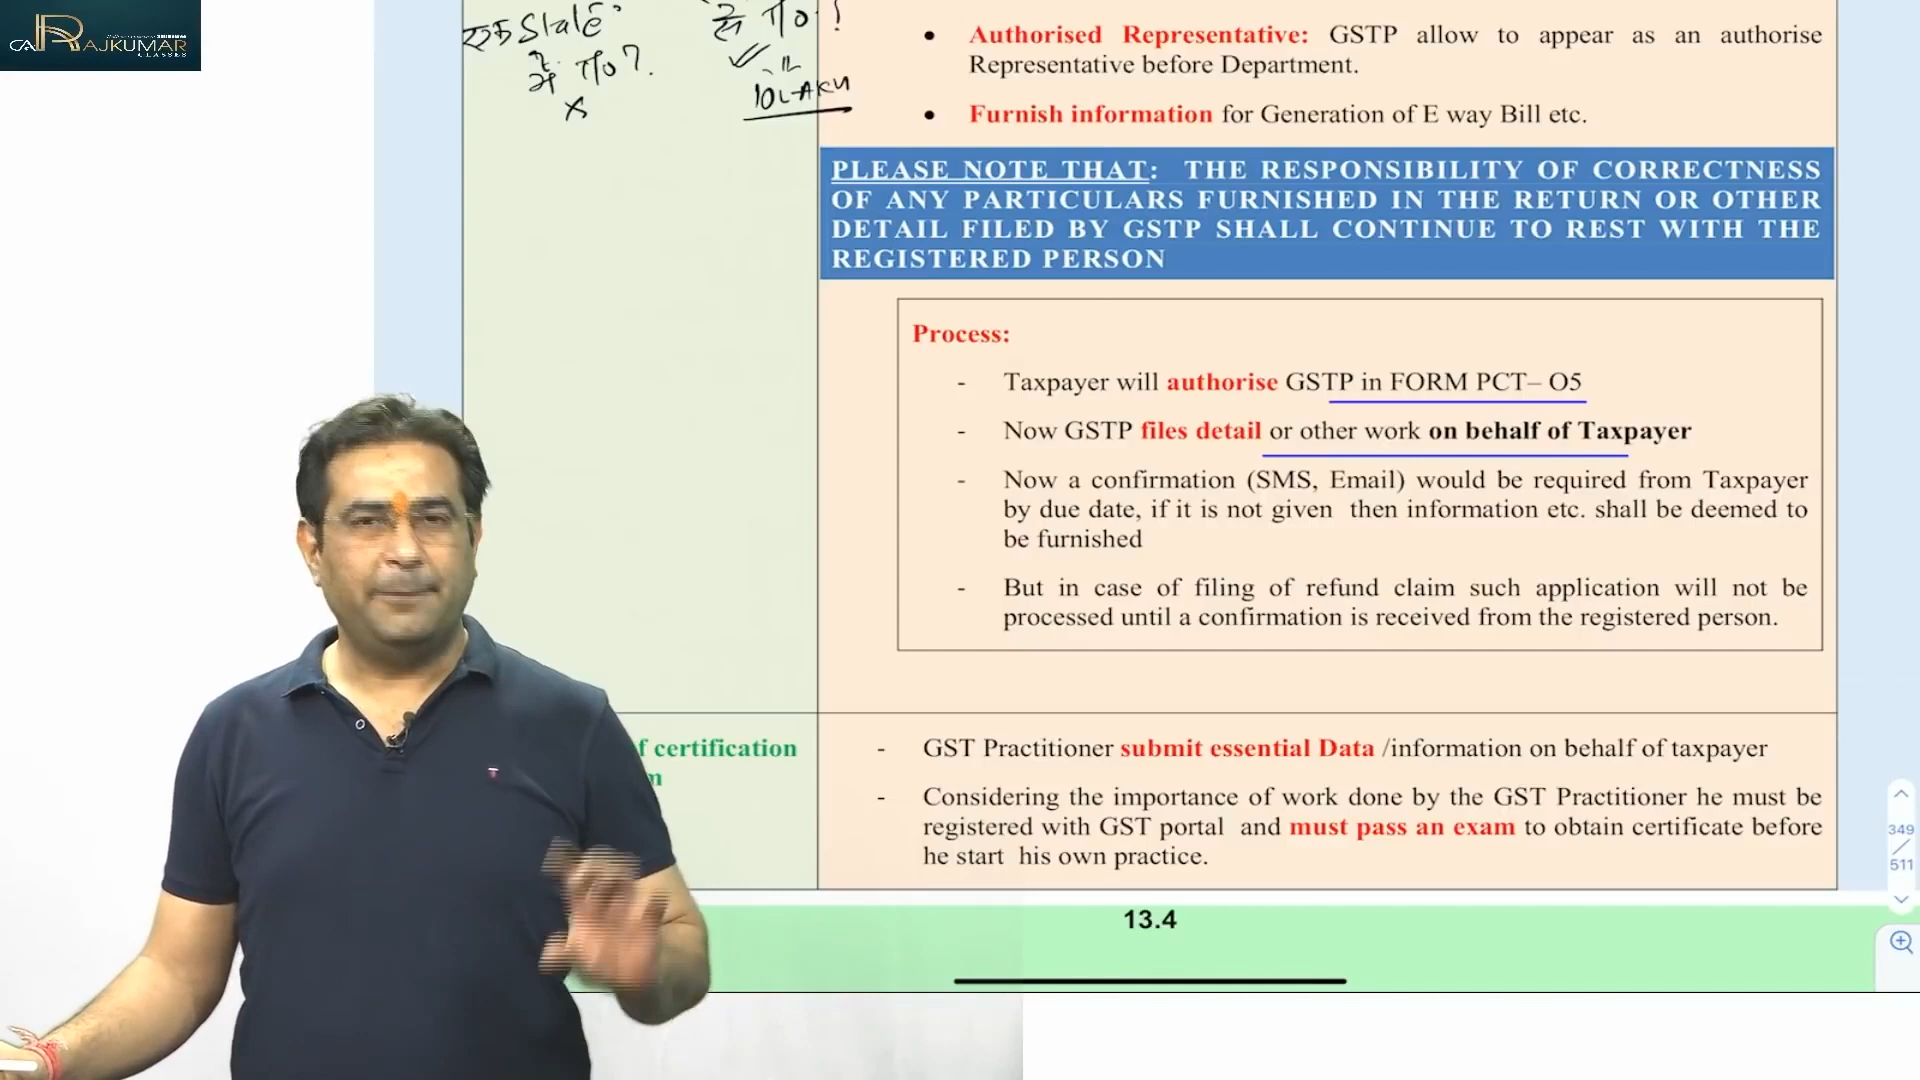 CA RAJKUMAR
CLASSES
एक State
में गए?
×
10 LAKH
• Authorised Representative: GSTP allow to appear as an authorise
Representative before Department.
• Furnish information for Generation of E way Bill etc.
PLEASE NOTE THAT: THE RESPONSIBILITY OF CORRECTNESS
OF ANY PARTICULARS FURNISHED IN THE RETURN OR OTHER
DETAIL FILED BY GSTP SHALL CONTINUE TO REST WITH THE
REGISTERED PERSON
Process:
- Taxpayer will authorise GSTP in FORM PCT– O5
- Now GSTP files detail or other work on behalf of Taxpayer
- Now a confirmation (SMS, Email) would be required from Taxpayer
by due date, if it is not given then information etc. shall be deemed to
be furnished
- But in case of filing of refund claim such application will not be
processed until a confirmation is received from the registered person.
f certification
m
- GST Practitioner submit essential Data /information on behalf of taxpayer
- Considering the importance of work done by the GST Practitioner he must be
registered with GST portal and must pass an exam to obtain certificate before
he start his own practice.
349
511
13.4